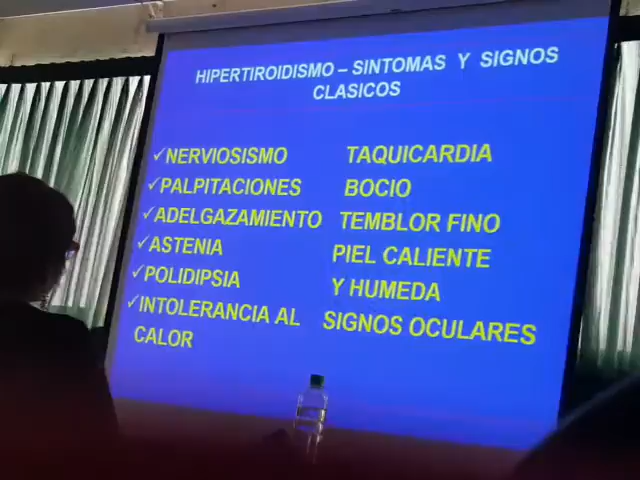 HIPERTIROIDISMO – SINTOMAS Y SIGNOS
CLASICOS
✓NERVIOSISMO
✓PALPITACIONES
✓ADELGAZAMIENTO
✓ASTENIA
✓POLIDIPSIA
✓INTOLERANCIA AL
CALOR
TAQUICARDIA
BOCIO
TEMBLOR FINO
PIEL CALIENTE
Y HUMEDA
SIGNOS OCULARES